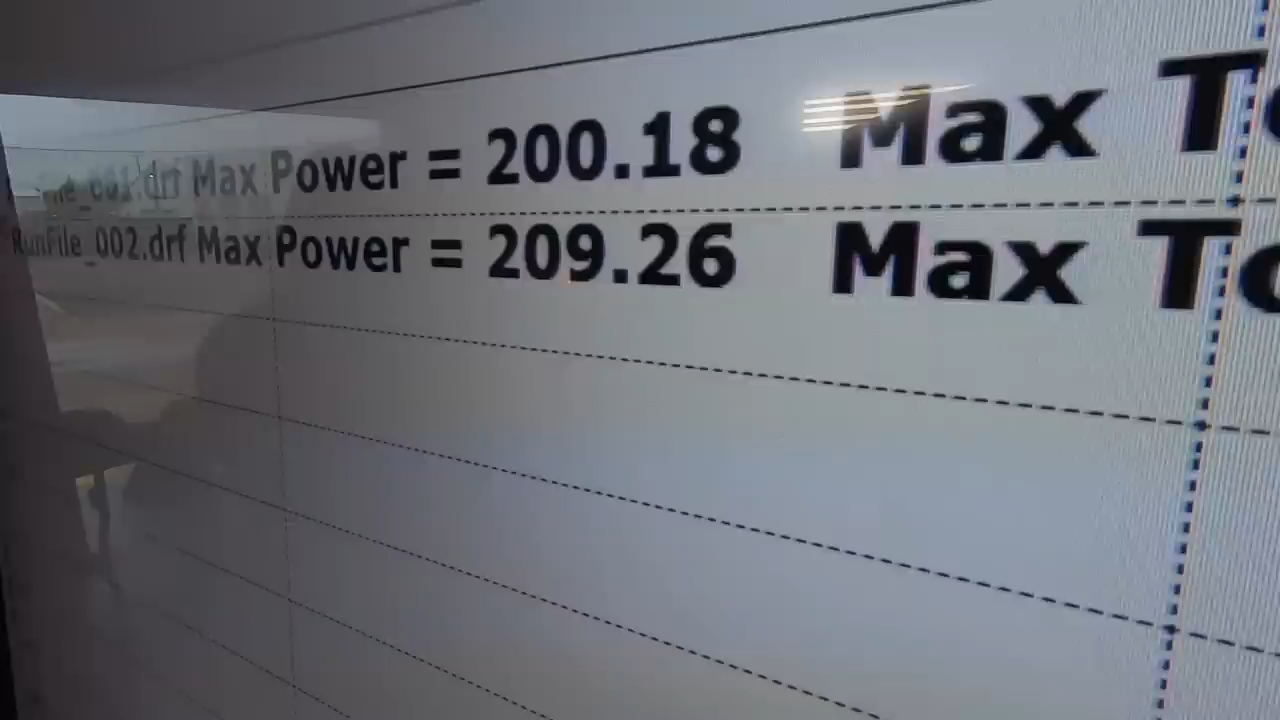 Max Power = 200.18 Max
RunFile_002.drf Max Power = 209.26 Max